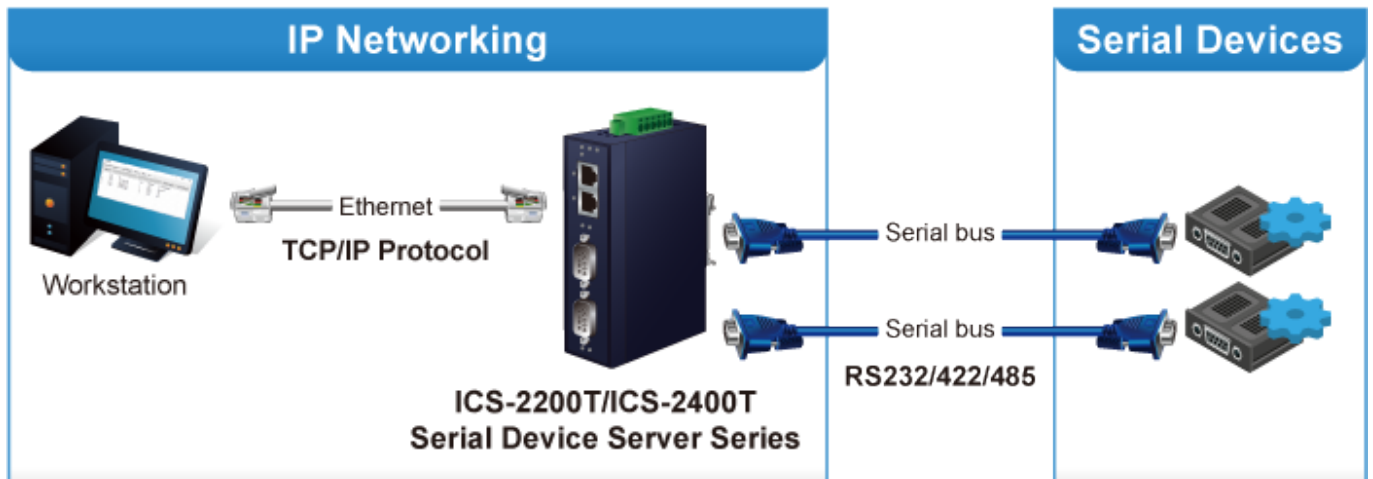 IP Networking
Serial Devices
Ethernet
TCP/IP Protocol
Workstation
Serial bus
Serial bus
RS232/422/485
ICS-2200T/ICS-2400T
Serial Device Server Series